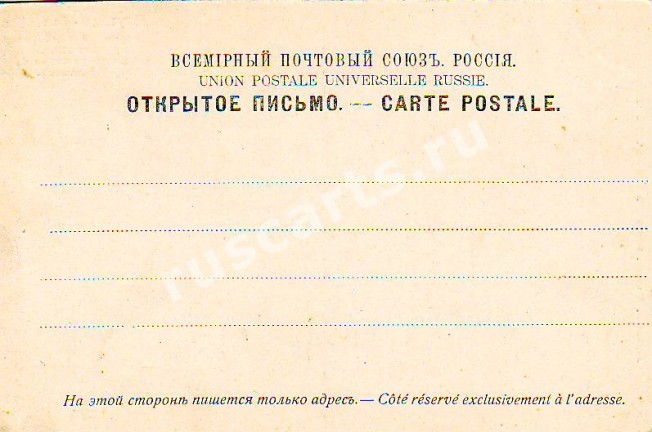 ВСЕМІРНЫЙ ПОЧТОВЫЙ СОЮЗЪ. РОССІЯ.
UNION POSTALE UNIVERSELLE RUSSIE.
ОТКРЫТОЕ ПИСЬМО. — CARTE POSTALE.
ruscarts.ru
На этой сторонѣ пишется только адресъ. — Côté réservé exclusivement à l'adresse.